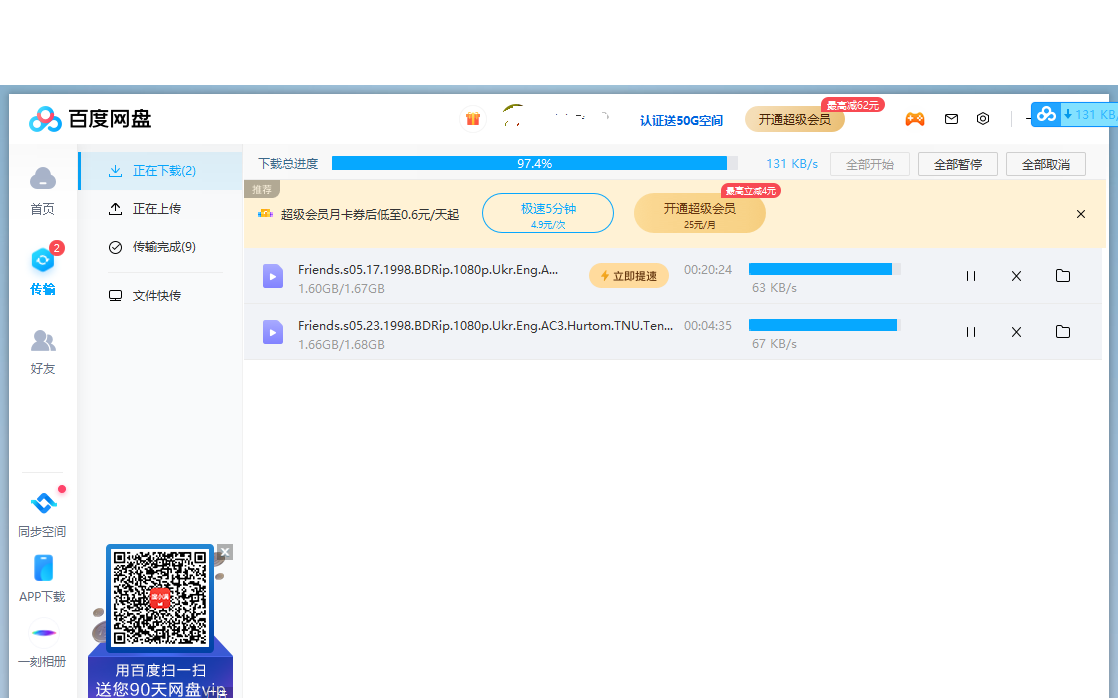 百度网盘
认证送50G空间
开通超级会员
最高减62元
131 KB/
首页
2
传输
好友
同步空间
APP下载
一刻相册
正在下载(2)
正在上传
传输完成(9)
文件快传
下载总进度
97.4%
131 KB/s
全部开始
全部暂停
全部取消
推荐
超级会员月卡券后低至0.6元/天起
极速5分钟
4.9元/次
开通超级会员
25元/月
最高立减4元
Friends.s05.17.1998.BDRip.1080p.Ukr.Eng.A...
1.60GB/1.67GB
立即提速
00:20:24
63 KB/s
Friends.s05.23.1998.BDRip.1080p.Ukr.Eng.AC3.Hurtom.TNU.Ten...
1.66GB/1.68GB
00:04:35
67 KB/s
用百度扫一扫
送您90天网盘vip